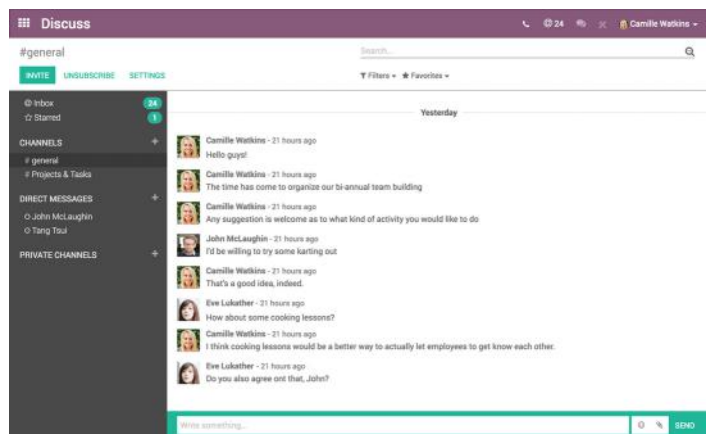 Discuss
24
Camille Watkins
#general
Search...
INVITE UNSUBSCRIBE SETTINGS
Filters Favorites
Inbox 24
Starred 1
CHANNELS
# general
# Projects & Tasks
DIRECT MESSAGES
John McLaughin
Tang Tsui
PRIVATE CHANNELS
Yesterday
Camille Watkins - 21 hours ago
Hello guys!
Camille Watkins - 21 hours ago
The time has come to organize our bi-annual team building
Camille Watkins - 21 hours ago
Any suggestion is welcome as to what kind of activity you would like to do
John McLaughin - 21 hours ago
I'd be willing to try some karting out
Camille Watkins - 21 hours ago
That's a good idea, indeed.
Eve Lukather - 21 hours ago
How about some cooking lessons?
Camille Watkins - 21 hours ago
I think cooking lessons would be a better way to actually let employees to get know each other.
Eve Lukather - 21 hours ago
Do you also agree ont that, John?
Write something...
SEND